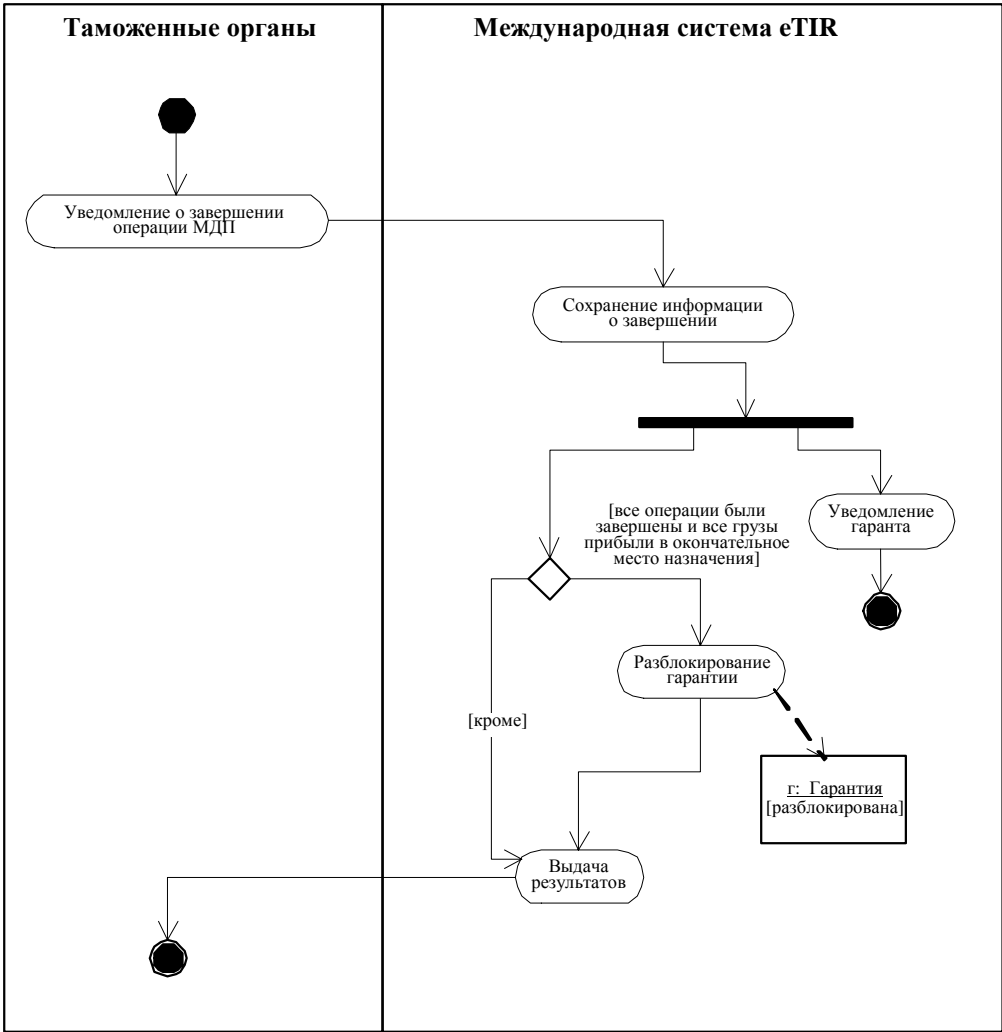 Таможенные органы
Международная система eTIR
Уведомление о завершении
операции МДП
Сохранение информации
о завершении
[все операции были
завершены и все грузы
прибыли в окончательное
место назначения]
Уведомление
гаранта
Разблокирование
гарантии
[кроме]
г: Гарантия
[разблокирована]
Выдача
результатов